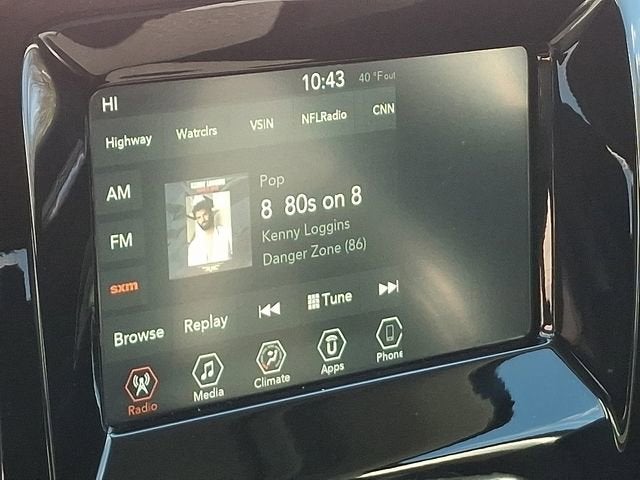 10:43 40 °F out
HI
Highway Watrclrs VSiN NFLRadio CNN
AM
FM
sxm
Pop
8 80s on 8
Kenny Loggins
Danger Zone (86)
Browse Replay Tune
Radio Media Climate Apps Phone